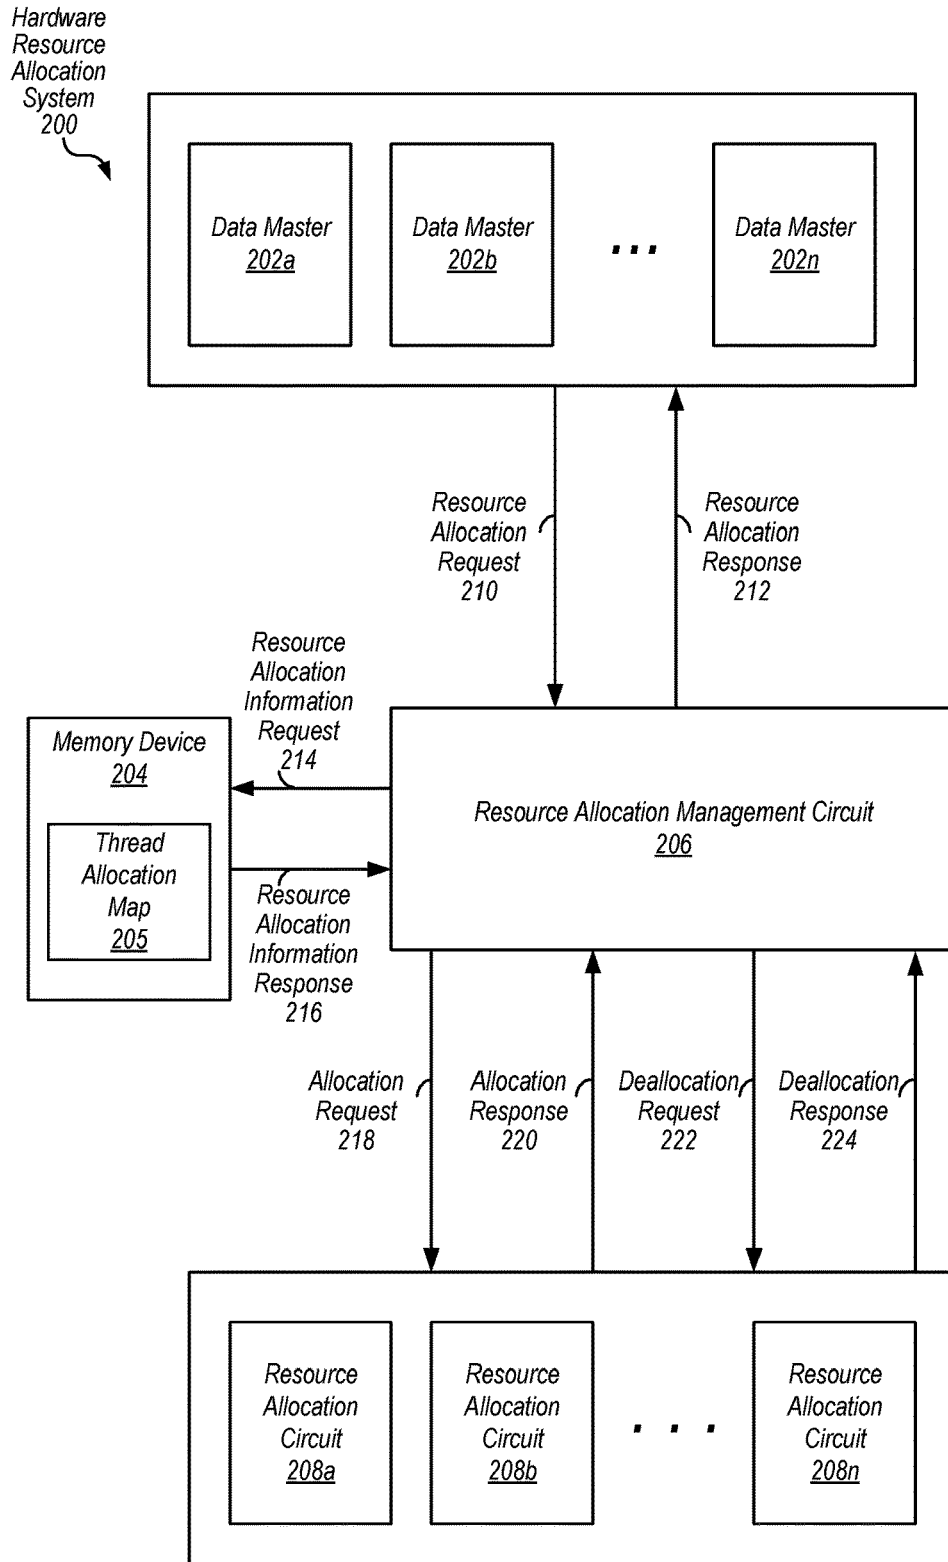 Hardware
Resource
Allocation
System
200
Data Master
202a
Data Master
202b
...
Data Master
202n
Resource
Allocation
Request
210
Resource
Allocation
Response
212
Resource
Allocation
Information
Request
214
Memory Device
204
Thread
Allocation
Map
205
Resource
Allocation
Information
Response
216
Resource Allocation Management Circuit
206
Allocation
Request
218
Allocation
Response
220
Deallocation
Request
222
Deallocation
Response
224
Resource
Allocation
Circuit
208a
Resource
Allocation
Circuit
208b
. . .
Resource
Allocation
Circuit
208n